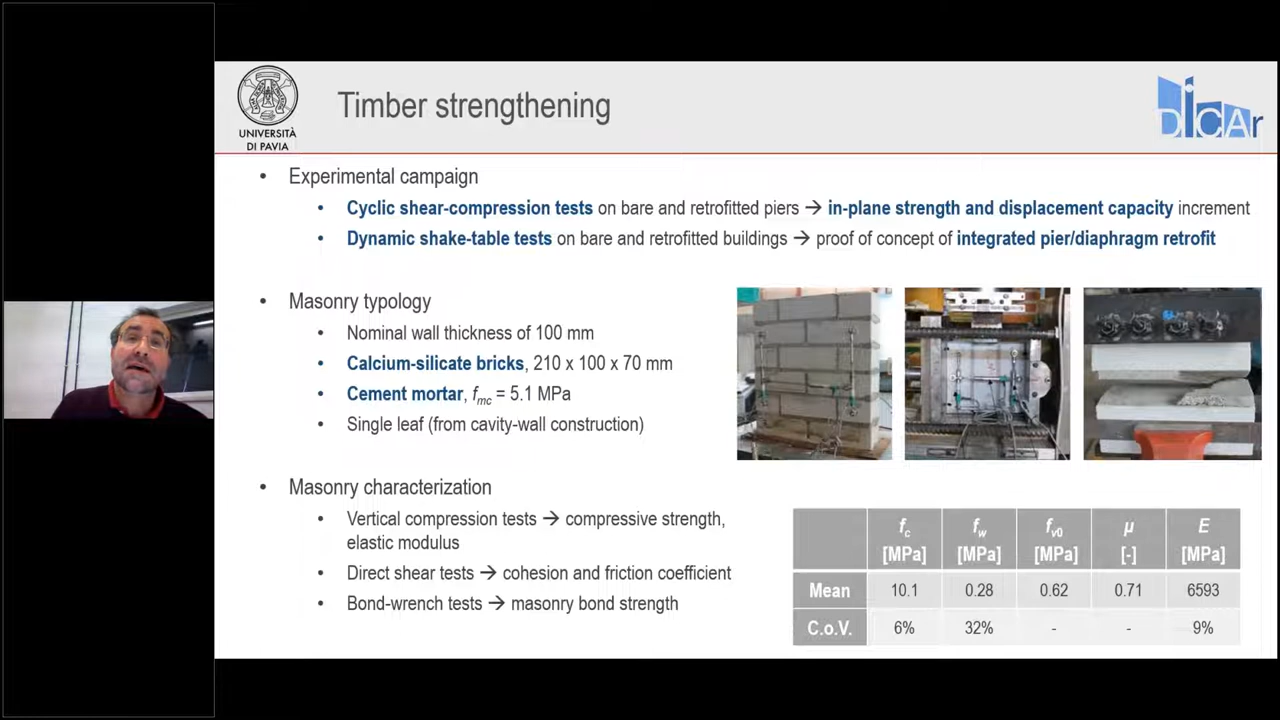 UNIVERSITÀ
DI PAVIA
Timber strengthening
DiCAr
• Experimental campaign
• Cyclic shear-compression tests on bare and retrofitted piers → in-plane strength and displacement capacity increment
• Dynamic shake-table tests on bare and retrofitted buildings → proof of concept of integrated pier/diaphragm retrofit
• Masonry typology
• Nominal wall thickness of 100 mm
• Calcium-silicate bricks, 210 x 100 x 70 mm
• Cement mortar, fmc = 5.1 MPa
• Single leaf (from cavity-wall construction)
• Masonry characterization
• Vertical compression tests → compressive strength,
elastic modulus
• Direct shear tests → cohesion and friction coefficient
• Bond-wrench tests → masonry bond strength
fc fw fv0 μ E
[MPa] [MPa] [MPa] [-] [MPa]
Mean 10.1 0.28 0.62 0.71 6593
C.o.V. 6% 32% - - 9%